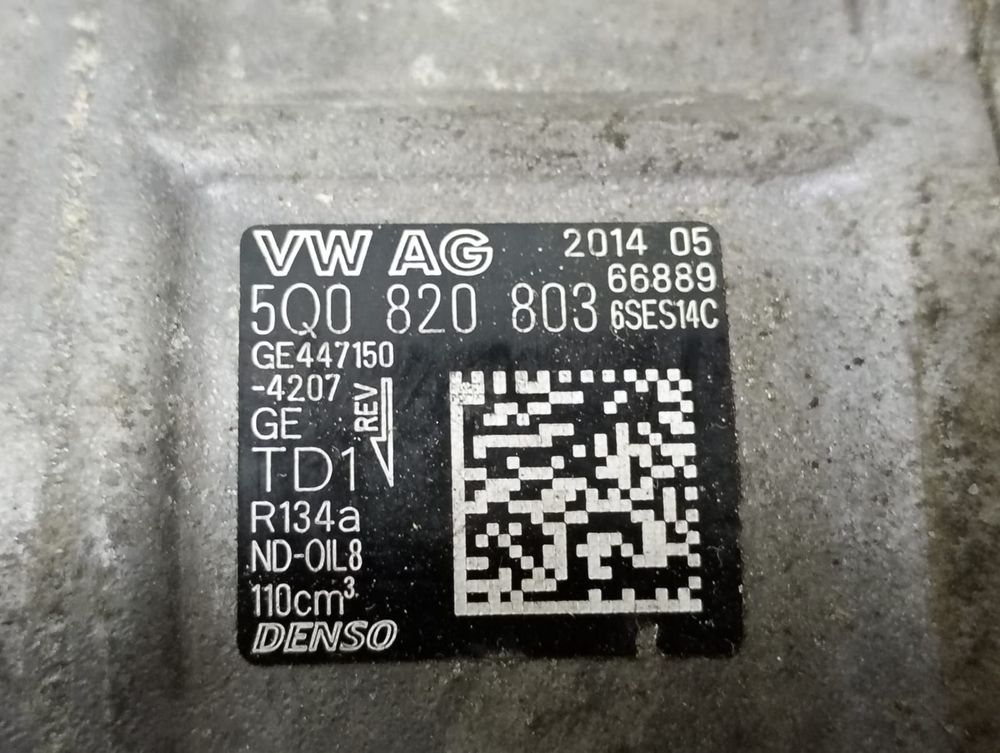 VW AG 2014 05
66889
5Q0 820 803 6SES14C
GE447150
-4207
REV
GE
TD1
R134a
ND-OIL8
110cm³
DENSO